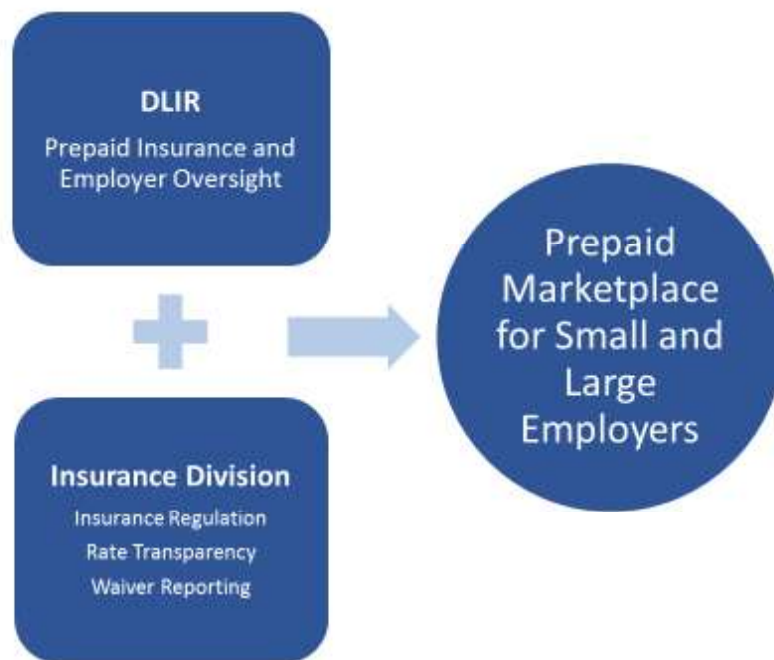 DLIR
Prepaid Insurance and
Employer Oversight
Insurance Division
Insurance Regulation
Rate Transparency
Waiver Reporting
Prepaid
Marketplace
for Small and
Large
Employers